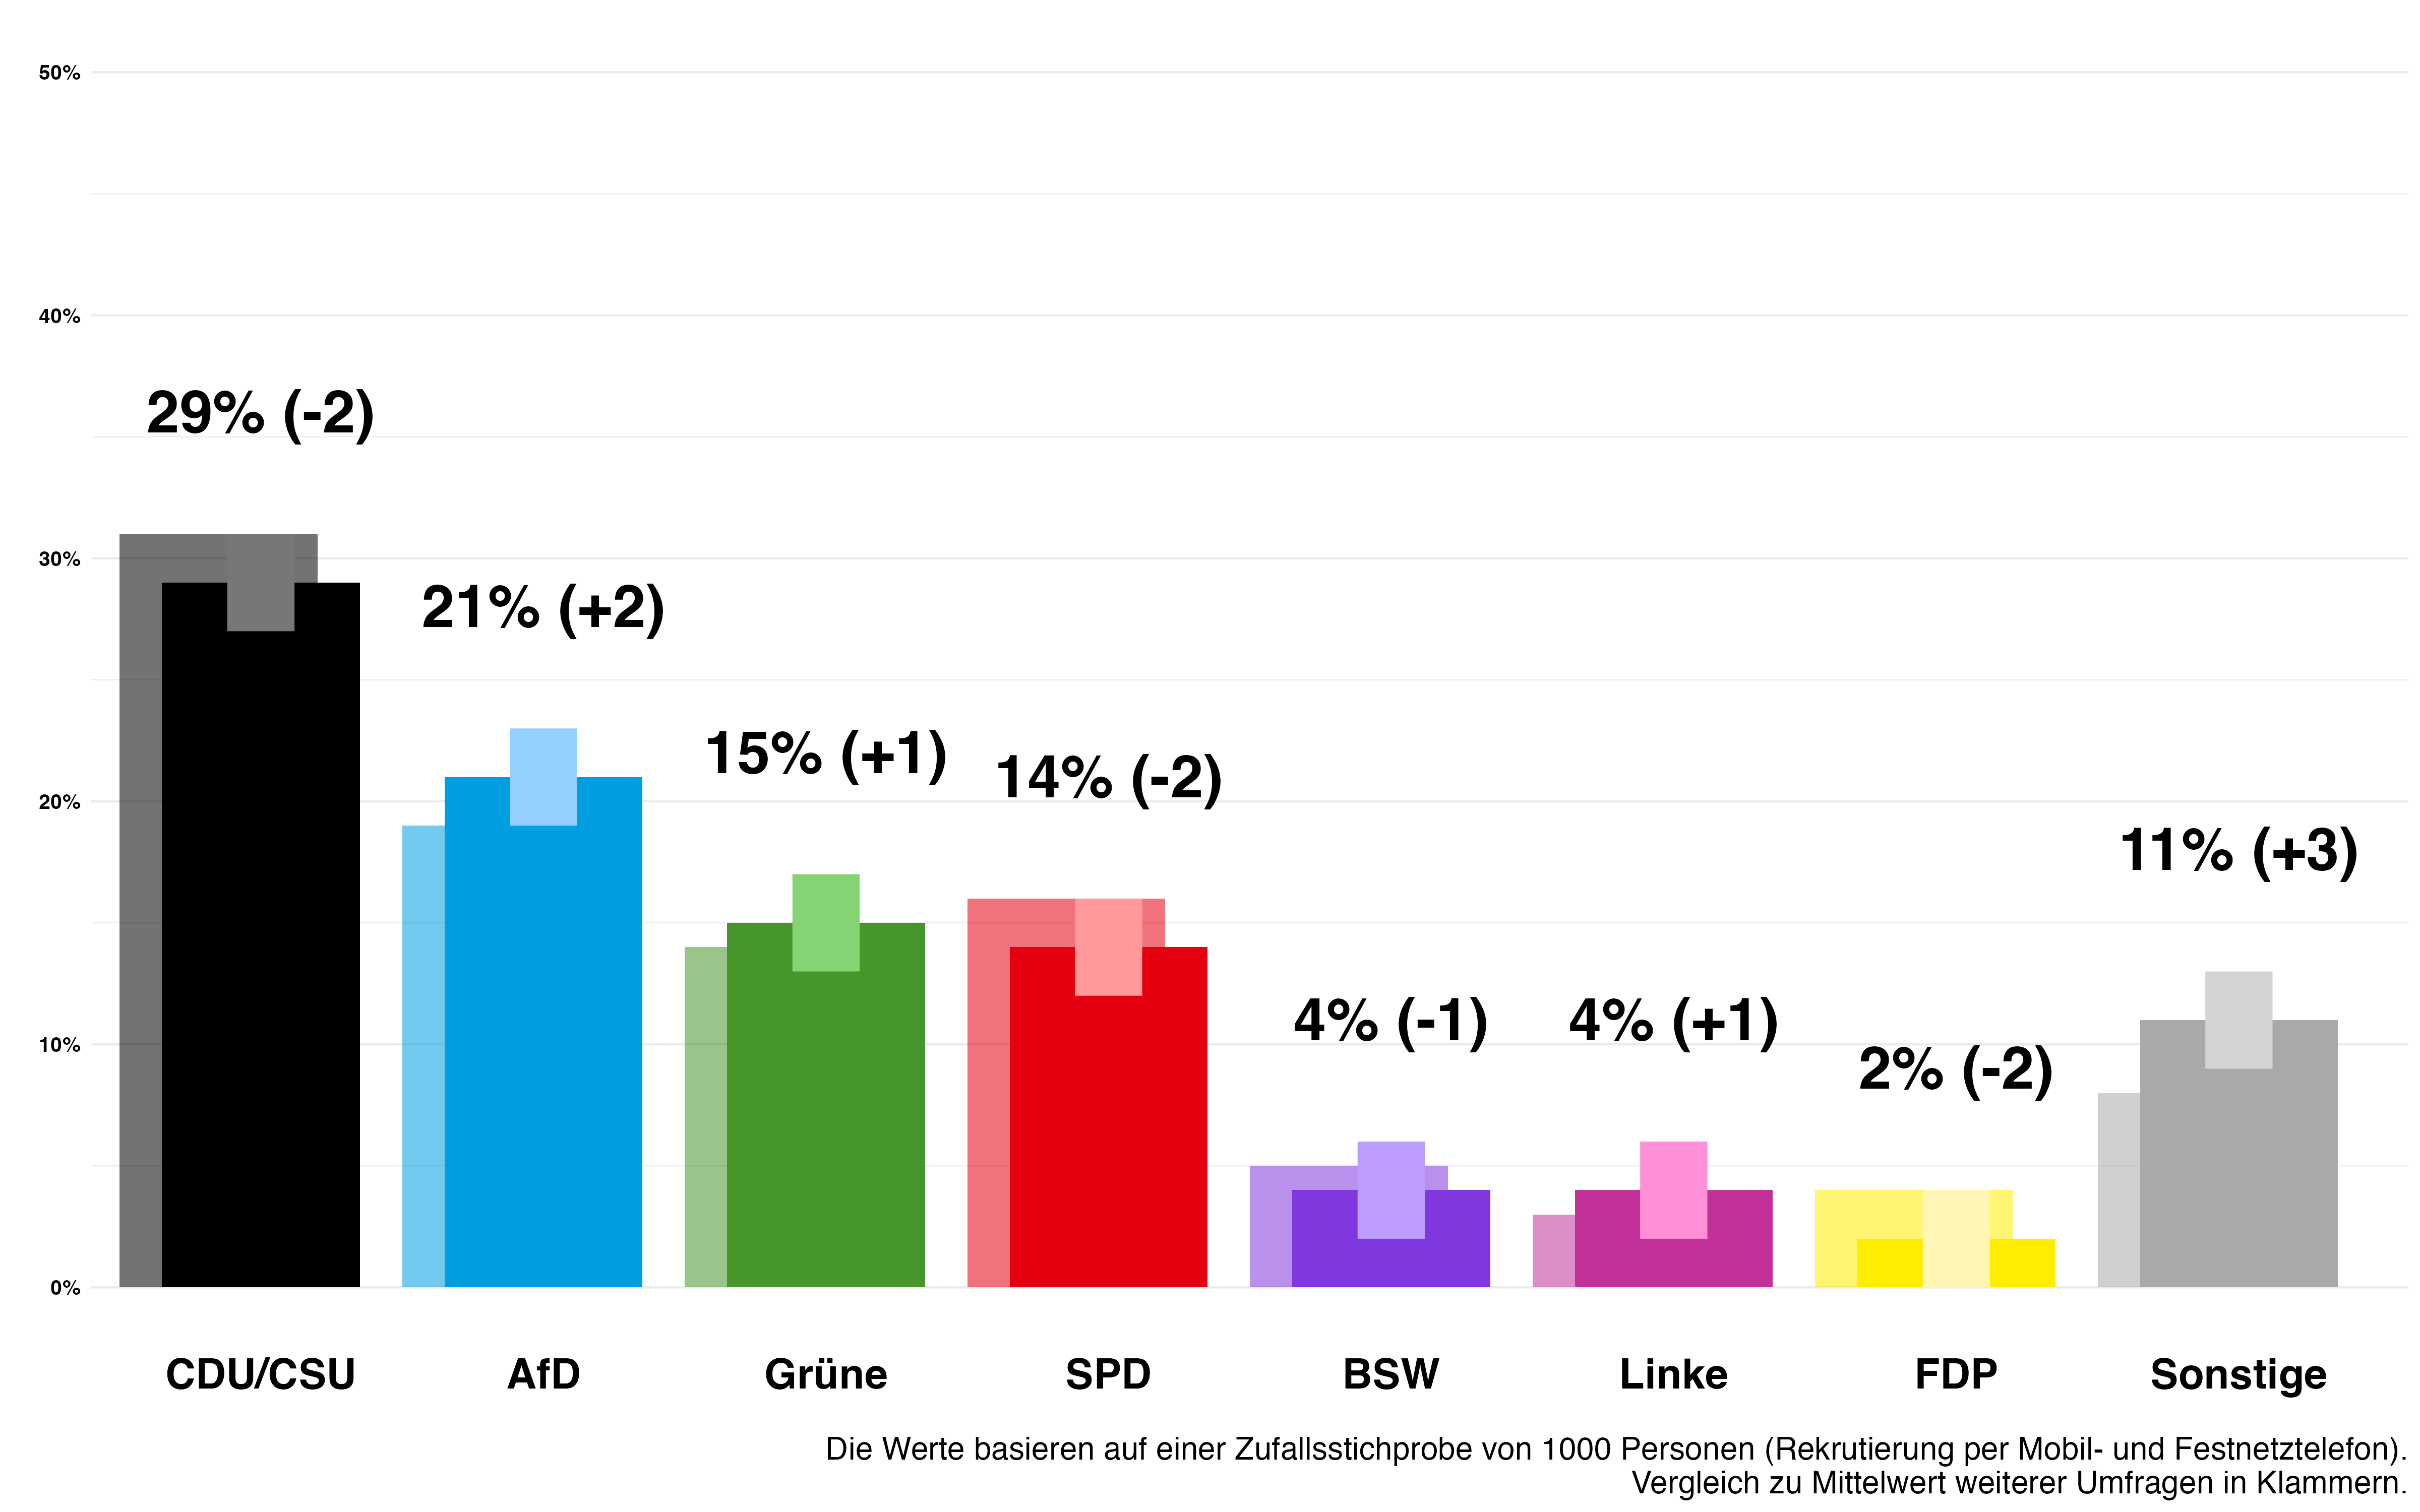 50%
40%
30%
20%
10%
0%
29% (-2)
21% (+2)
15% (+1)
14% (-2)
4% (-1)
4% (+1)
2% (-2)
11% (+3)
CDU/CSU
AfD
Grüne
SPD
BSW
Linke
FDP
Sonstige
Die Werte basieren auf einer Zufallsstichprobe von 1000 Personen (Rekrutierung per Mobil- und Festnetztelefon).
Vergleich zu Mittelwert weiterer Umfragen in Klammern.